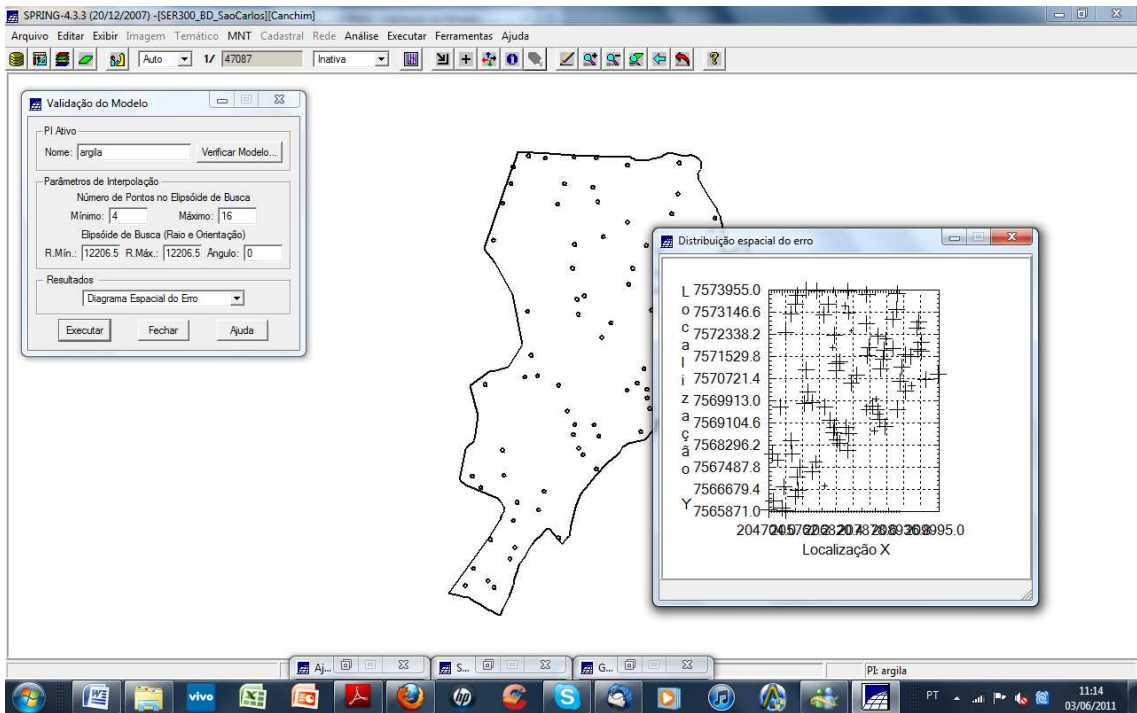 SPRING-4.3.3 (20/12/2007) -[SER300_BD_SaoCarlos][Canchim]
Arquivo Editar Exibir Imagem Temático MNT Cadastral Rede Análise Executar Ferramentas Ajuda
Auto 1/ 47087 Inativa
Validação do Modelo
PI Ativo
Nome: argila Verificar Modelo...
Parâmetros de Interpolação
Número de Pontos no Elipsóide de Busca
Mínimo: 4 Máximo: 16
Elipsóide de Busca (Raio e Orientação)
R.Mín.: 12206.5 R.Máx.: 12206.5 Ângulo: 0
Resultados
Diagrama Espacial do Erro
Executar Fechar Ajuda
Distribuição espacial do erro
Localização Y
7573955.0
7573146.6
7572338.2
7571529.8
7570721.4
7569913.0
7569104.6
7568296.2
7567487.8
7566679.4
7565871.0
Localização X
Aj... S... G...
PI: argila
vivo
hp
PT 11:14
03/06/2011